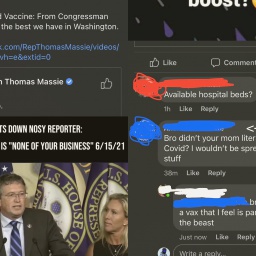 d Vaccine: From Congressman
the best we have in Washington.
k.com/RepThomasMassie/videos/
h=e&extid=0
n Thomas Massie
TS DOWN NOSY REPORTER:
IS "NONE OF YOUR BUSINESS" 6/15/21
boost?
Like Comment
Available hospital beds?
1h Like Reply
Bro didn't your mom liter
Covid? I wouldn't be spre
stuff
38m Like Reply
br
a vax that I feel is par
the beast
Just now Like Reply
Write a reply...